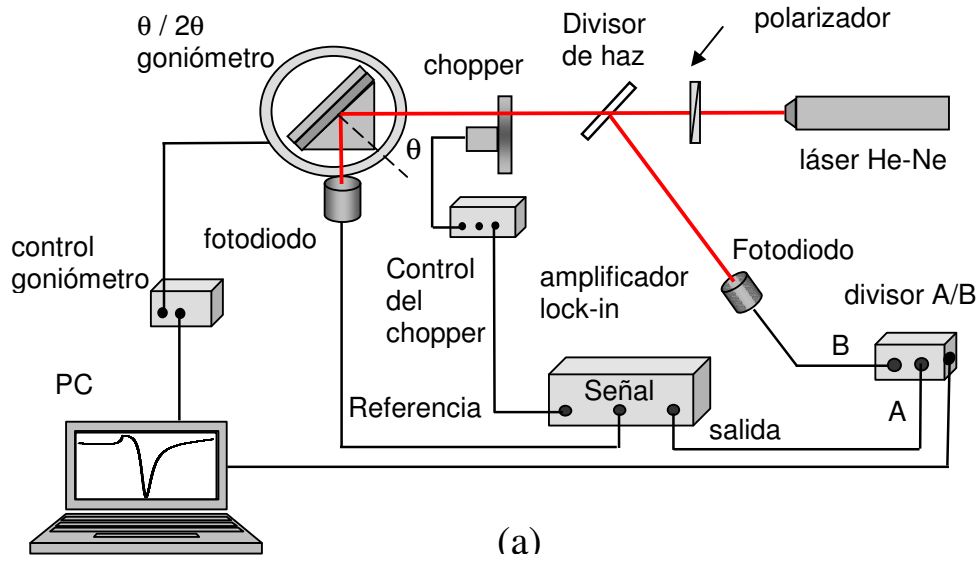 θ / 2θ
goniómetro
chopper
Divisor
de haz
polarizador
θ
láser He-Ne
fotodiodo
control
goniómetro
Control
del
chopper
amplificador
lock-in
Fotodiodo
divisor A/B
B
A
PC
Referencia
Señal
salida
(a)